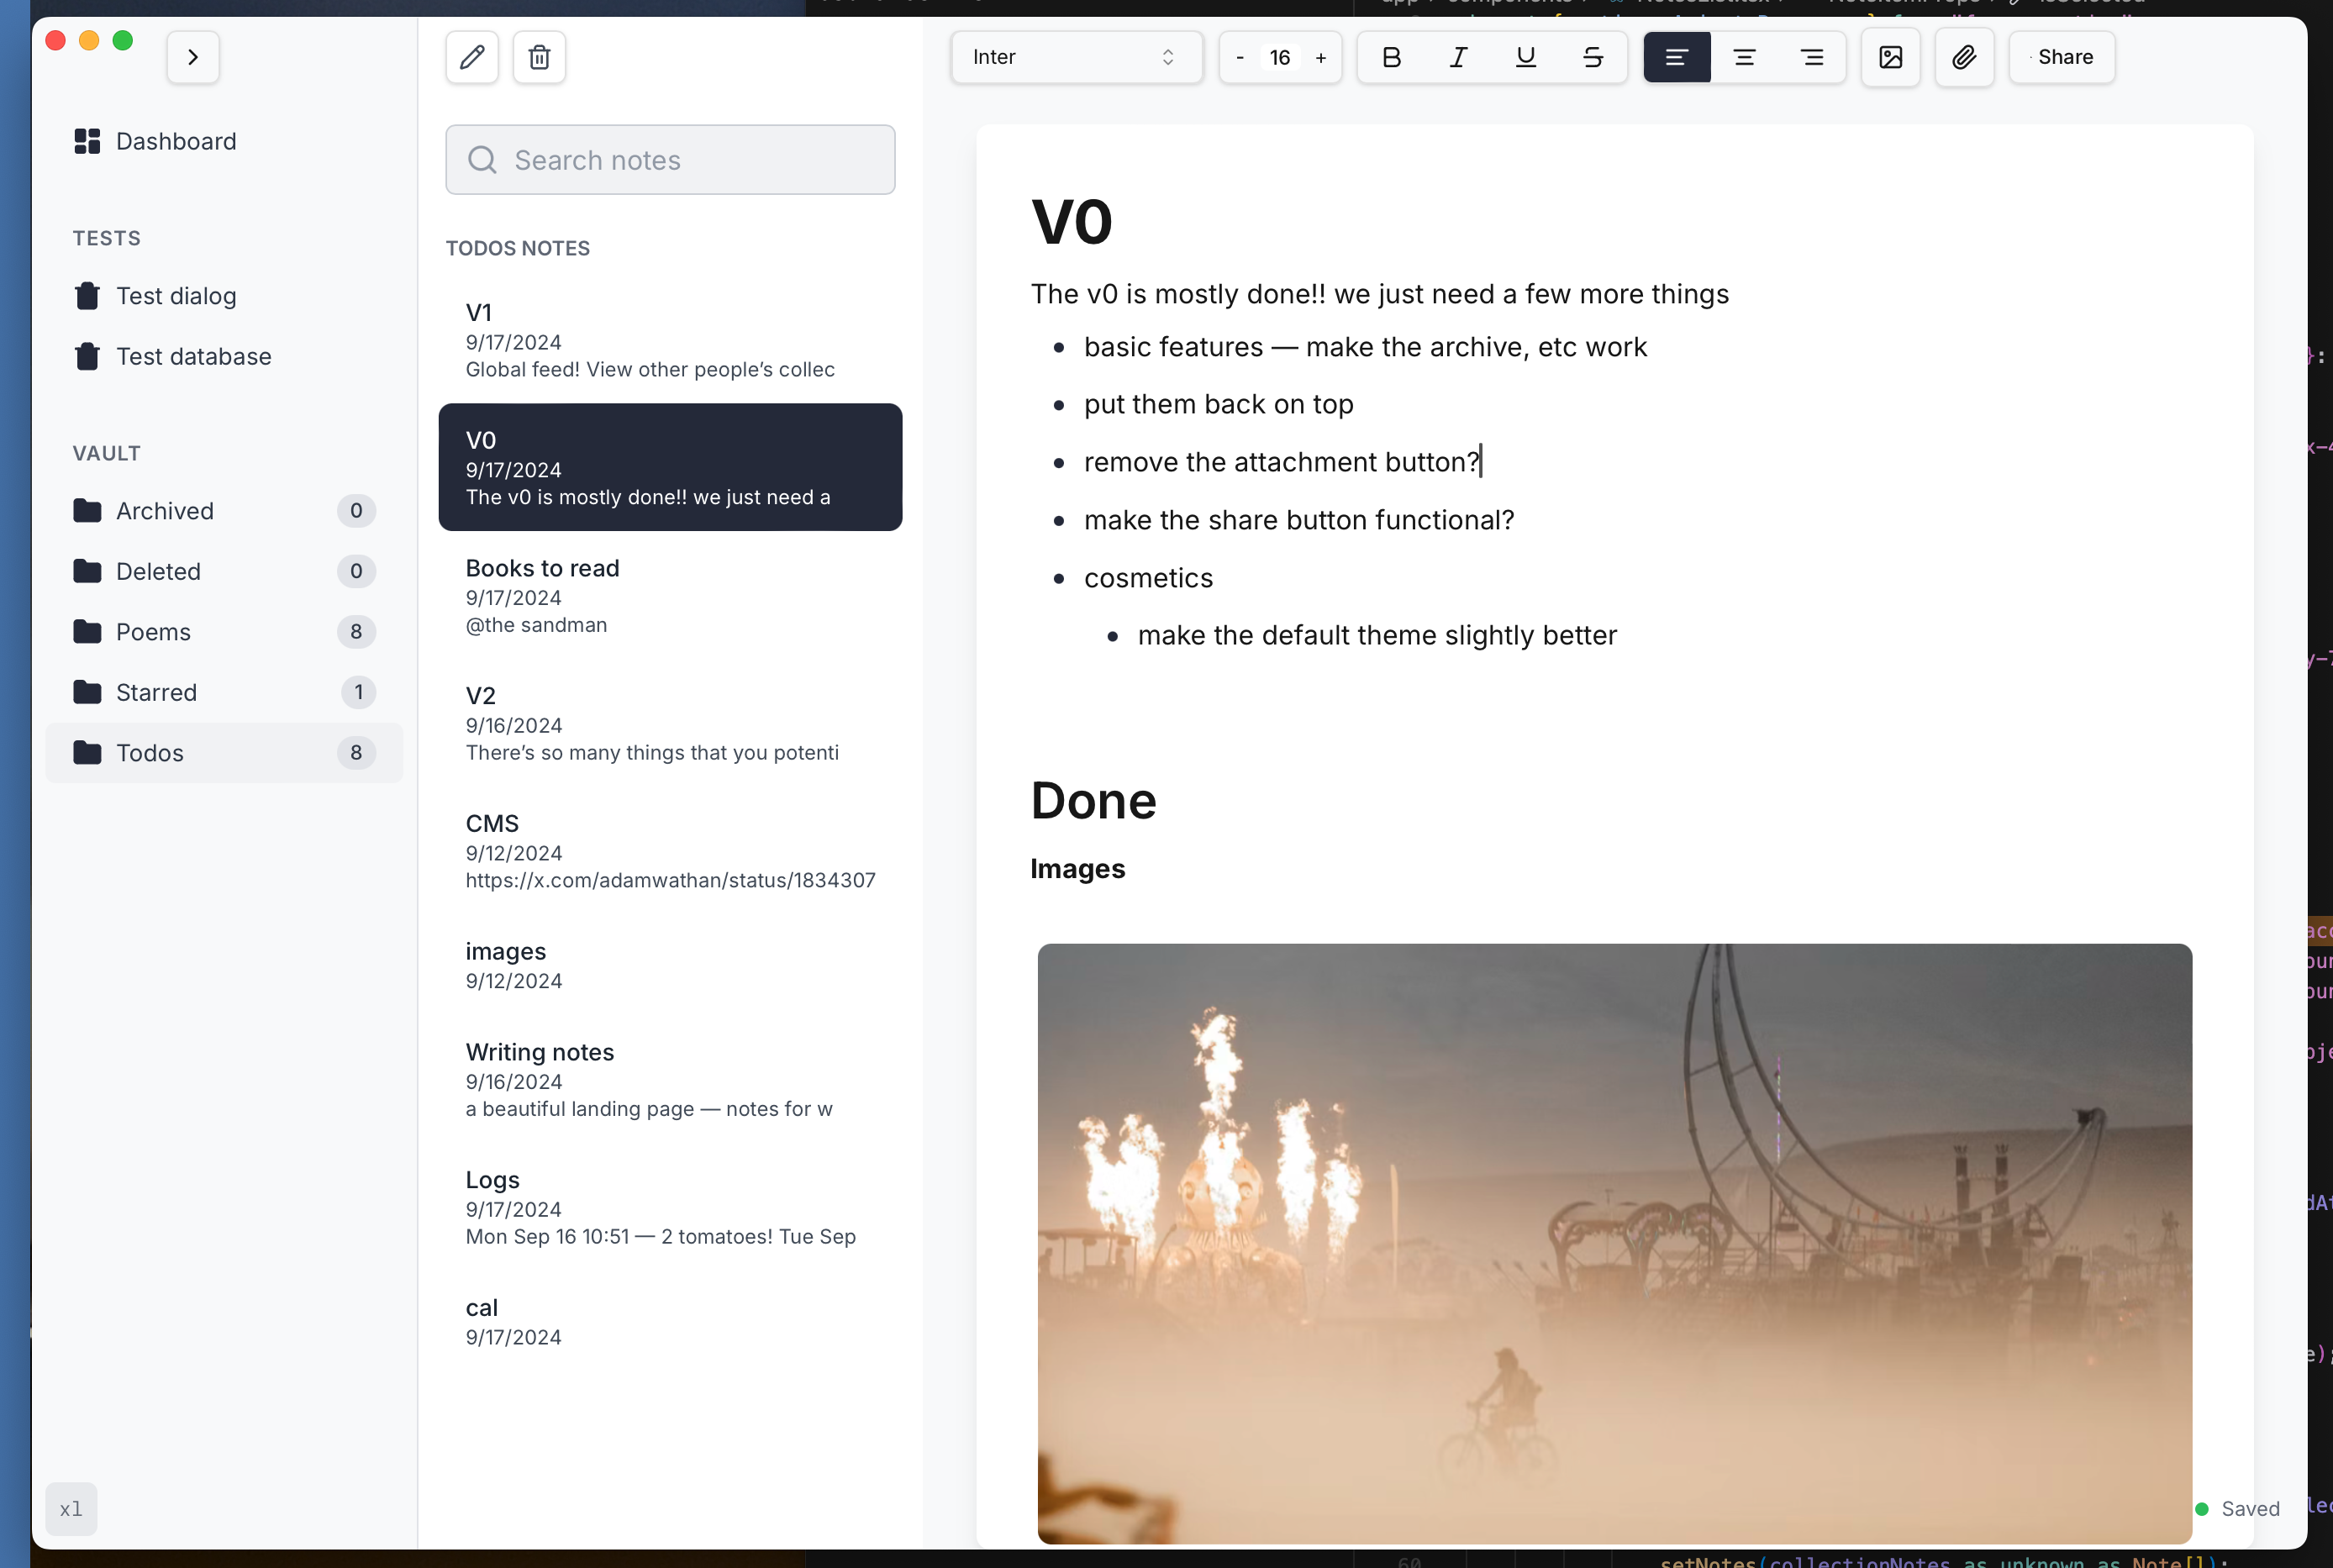 Inter
- 16 +
B I U S
Share
Dashboard
TESTS
Test dialog
Test database
VAULT
Archived 0
Deleted 0
Poems 8
Starred 1
Todos 8
xl
Search notes
TODOS NOTES
V1
9/17/2024
Global feed! View other people’s collec
V0
9/17/2024
The v0 is mostly done!! we just need a
Books to read
9/17/2024
@the sandman
V2
9/16/2024
There’s so many things that you potenti
CMS
9/12/2024
https://x.com/adamwathan/status/1834307
images
9/12/2024
Writing notes
9/16/2024
a beautiful landing page — notes for w
Logs
9/17/2024
Mon Sep 16 10:51 — 2 tomatoes! Tue Sep
cal
9/17/2024
V0
The v0 is mostly done!! we just need a few more things
basic features — make the archive, etc work
put them back on top
remove the attachment button?
make the share button functional?
cosmetics
make the default theme slightly better
Done
Images
Saved
60 setNotes(collectionNotes as unknown as Note[]);